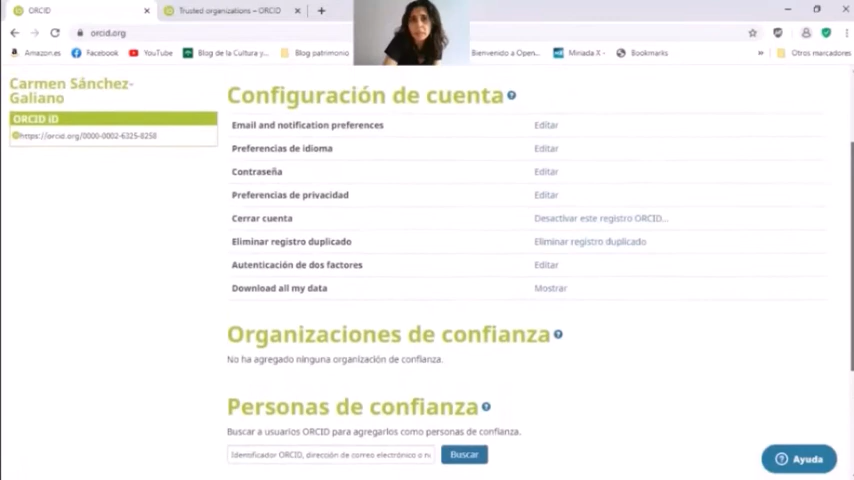 ORCID
Trusted organizations – ORCID
orcid.org
Amazon.es
Facebook
YouTube
Blog de la Cultura y...
Blog patrimonio
Bienvenido a Open...
Miniada X -
Bookmarks
»
Otros marcadores
Carmen Sánchez-
Galiano
ORCID iD
https://orcid.org/0000-0002-6325-8258
Configuración de cuenta
Email and notification preferences Editar
Preferencias de idioma Editar
Contraseña Editar
Preferencias de privacidad Editar
Cerrar cuenta Desactivar este registro ORCID...
Eliminar registro duplicado Eliminar registro duplicado
Autenticación de dos factores Editar
Download all my data Mostrar
Organizaciones de confianza
No ha agregado ninguna organización de confianza.
Personas de confianza
Buscar a usuarios ORCID para agregarlos como personas de confianza.
Identificador ORCID, dirección de correo electrónico o n
Buscar
Ayuda